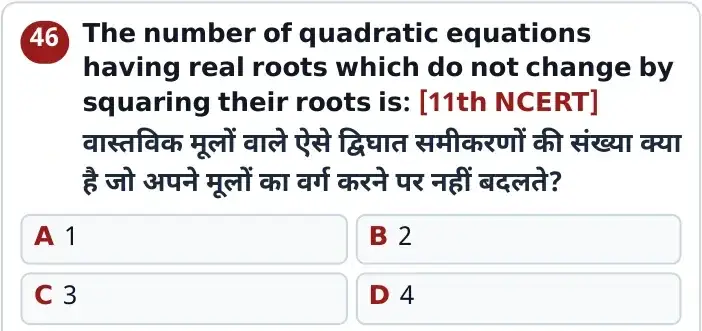 46 The number of quadratic equations
having real roots which do not change by
squaring their roots is: [11th NCERT]
वास्तविक मूलों वाले ऐसे द्विघात समीकरणों की संख्या क्या
है जो अपने मूलों का वर्ग करने पर नहीं बदलते?
A 1
B 2
C 3
D 4